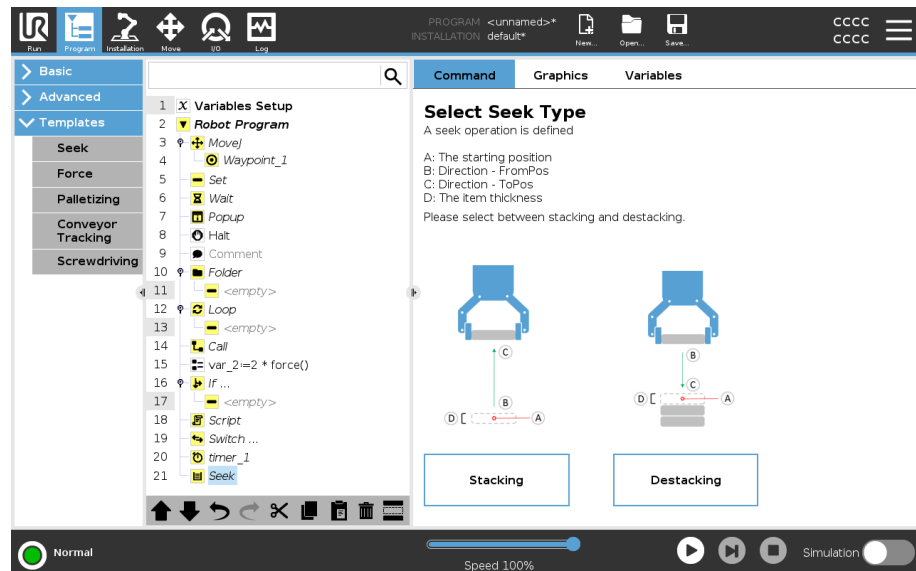 PROGRAM <unnamed>*
INSTALLATION default*
CCCC
CCCC
Run
Program
Installation
Move
I/O
Log
New...
Open...
Save...
Basic
Advanced
Templates
Seek
Force
Palletizing
Conveyor
Tracking
Screwdriving
1 X Variables Setup
2 Robot Program
3 MoveJ
4 Waypoint_1
5 Set
6 Wait
7 Popup
8 Halt
9 Comment
10 Folder
11 <empty>
12 Loop
13 <empty>
14 Call
15 var_2:=2 * force()
16 If ...
17 <empty>
18 Script
19 Switch ...
20 timer_1
21 Seek
Command
Graphics
Variables
Select Seek Type
A seek operation is defined
A: The starting position
B: Direction - FromPos
C: Direction - ToPos
D: The item thickness
Please select between stacking and destacking.
C
B
D
A
B
C
D
A
Stacking
Destacking
Normal
Speed 100%
Simulation